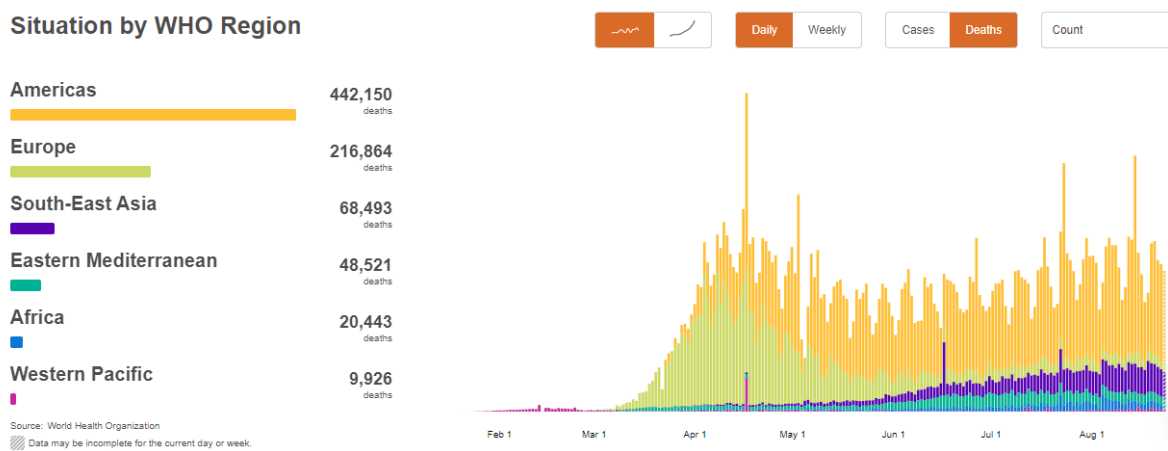 Situation by WHO Region
Daily
Weekly
Cases
Deaths
Count
Americas
442,150
deaths
Europe
216,864
deaths
South-East Asia
68,493
deaths
Eastern Mediterranean
48,521
deaths
Africa
20,443
deaths
Western Pacific
9,926
deaths
Source: World Health Organization
Data may be incomplete for the current day or week.
Feb 1
Mar 1
Apr 1
May 1
Jun 1
Jul 1
Aug 1